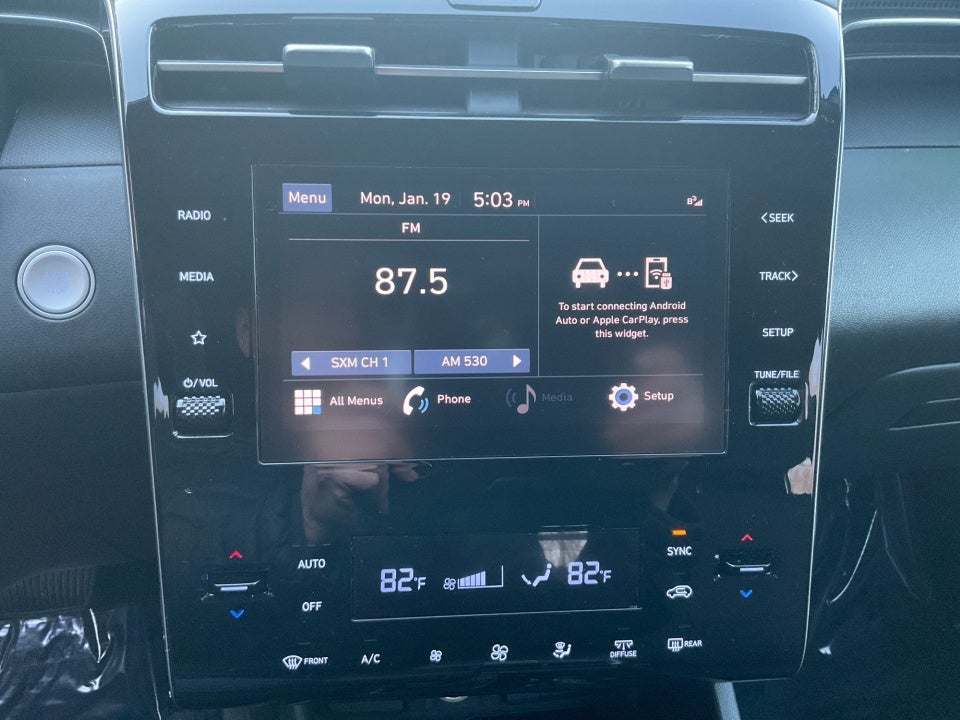 RADIO
MEDIA
⏻/VOL
Menu
Mon, Jan. 19
5:03 PM
FM
87.5
SXM CH 1
AM 530
To start connecting Android
Auto or Apple CarPlay, press
this widget.
All Menus
Phone
Media
Setup
<SEEK
TRACK>
SETUP
TUNE/FILE
AUTO
OFF
82°F
82°F
SYNC
FRONT
A/C
DIFFUSE
REAR